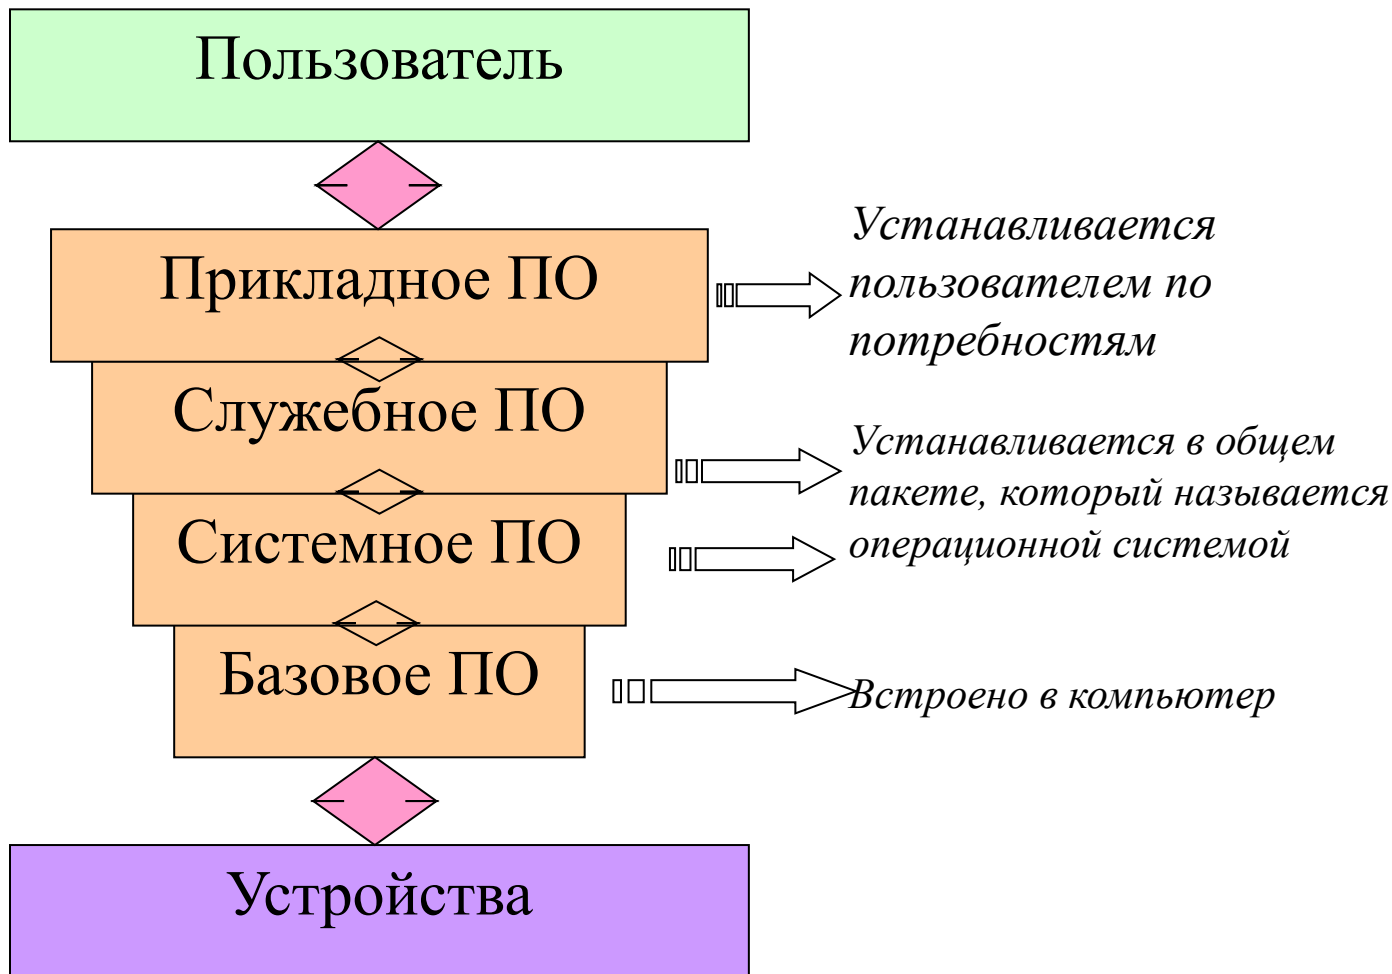 Пользователь
Прикладное ПО
Устанавливается
пользователем по
потребностям
Служебное ПО
Устанавливается в общем
пакете, который называется
операционной системой
Системное ПО
Базовое ПО
Встроено в компьютер
Устройства